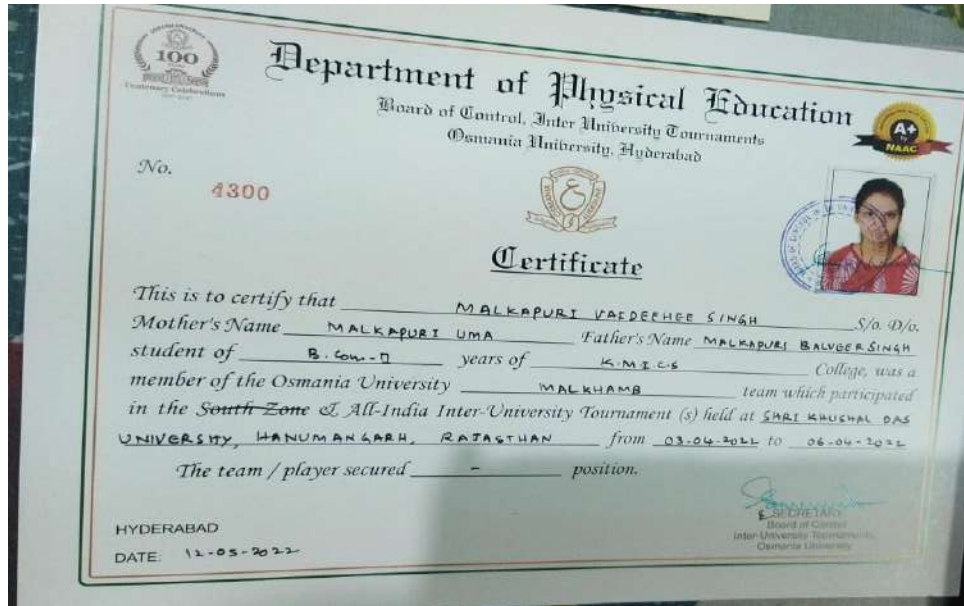 100
Centenary Celebrations
Department of Physical Education
Board of Control, Inter University Tournaments
Osmania University, Hyderabad
A+
by
NAAC
No.
4300
Certificate
This is to certify that MALKAPURI VAEDEEHEE SINGH S/o. D/o.
Mother's Name MALKAPURI UMA Father's Name MALKAPURI BALVEER SINGH
student of B.Com-II years of K.M.I.C.S College, was a
member of the Osmania University MALKHAMB team which participated
in the South Zone & All-India Inter-University Tournament (s) held at SHRI KHUSHAL DAS
UNIVERSITY, HANUMANGARH, RAJASTHAN from 03-04-2022 to 06-04-2022
The team / player secured - position.
HYDERABAD
DATE: 12-05-2022
SECRETARY
Board of Control
Inter University Tournaments
Osmania University